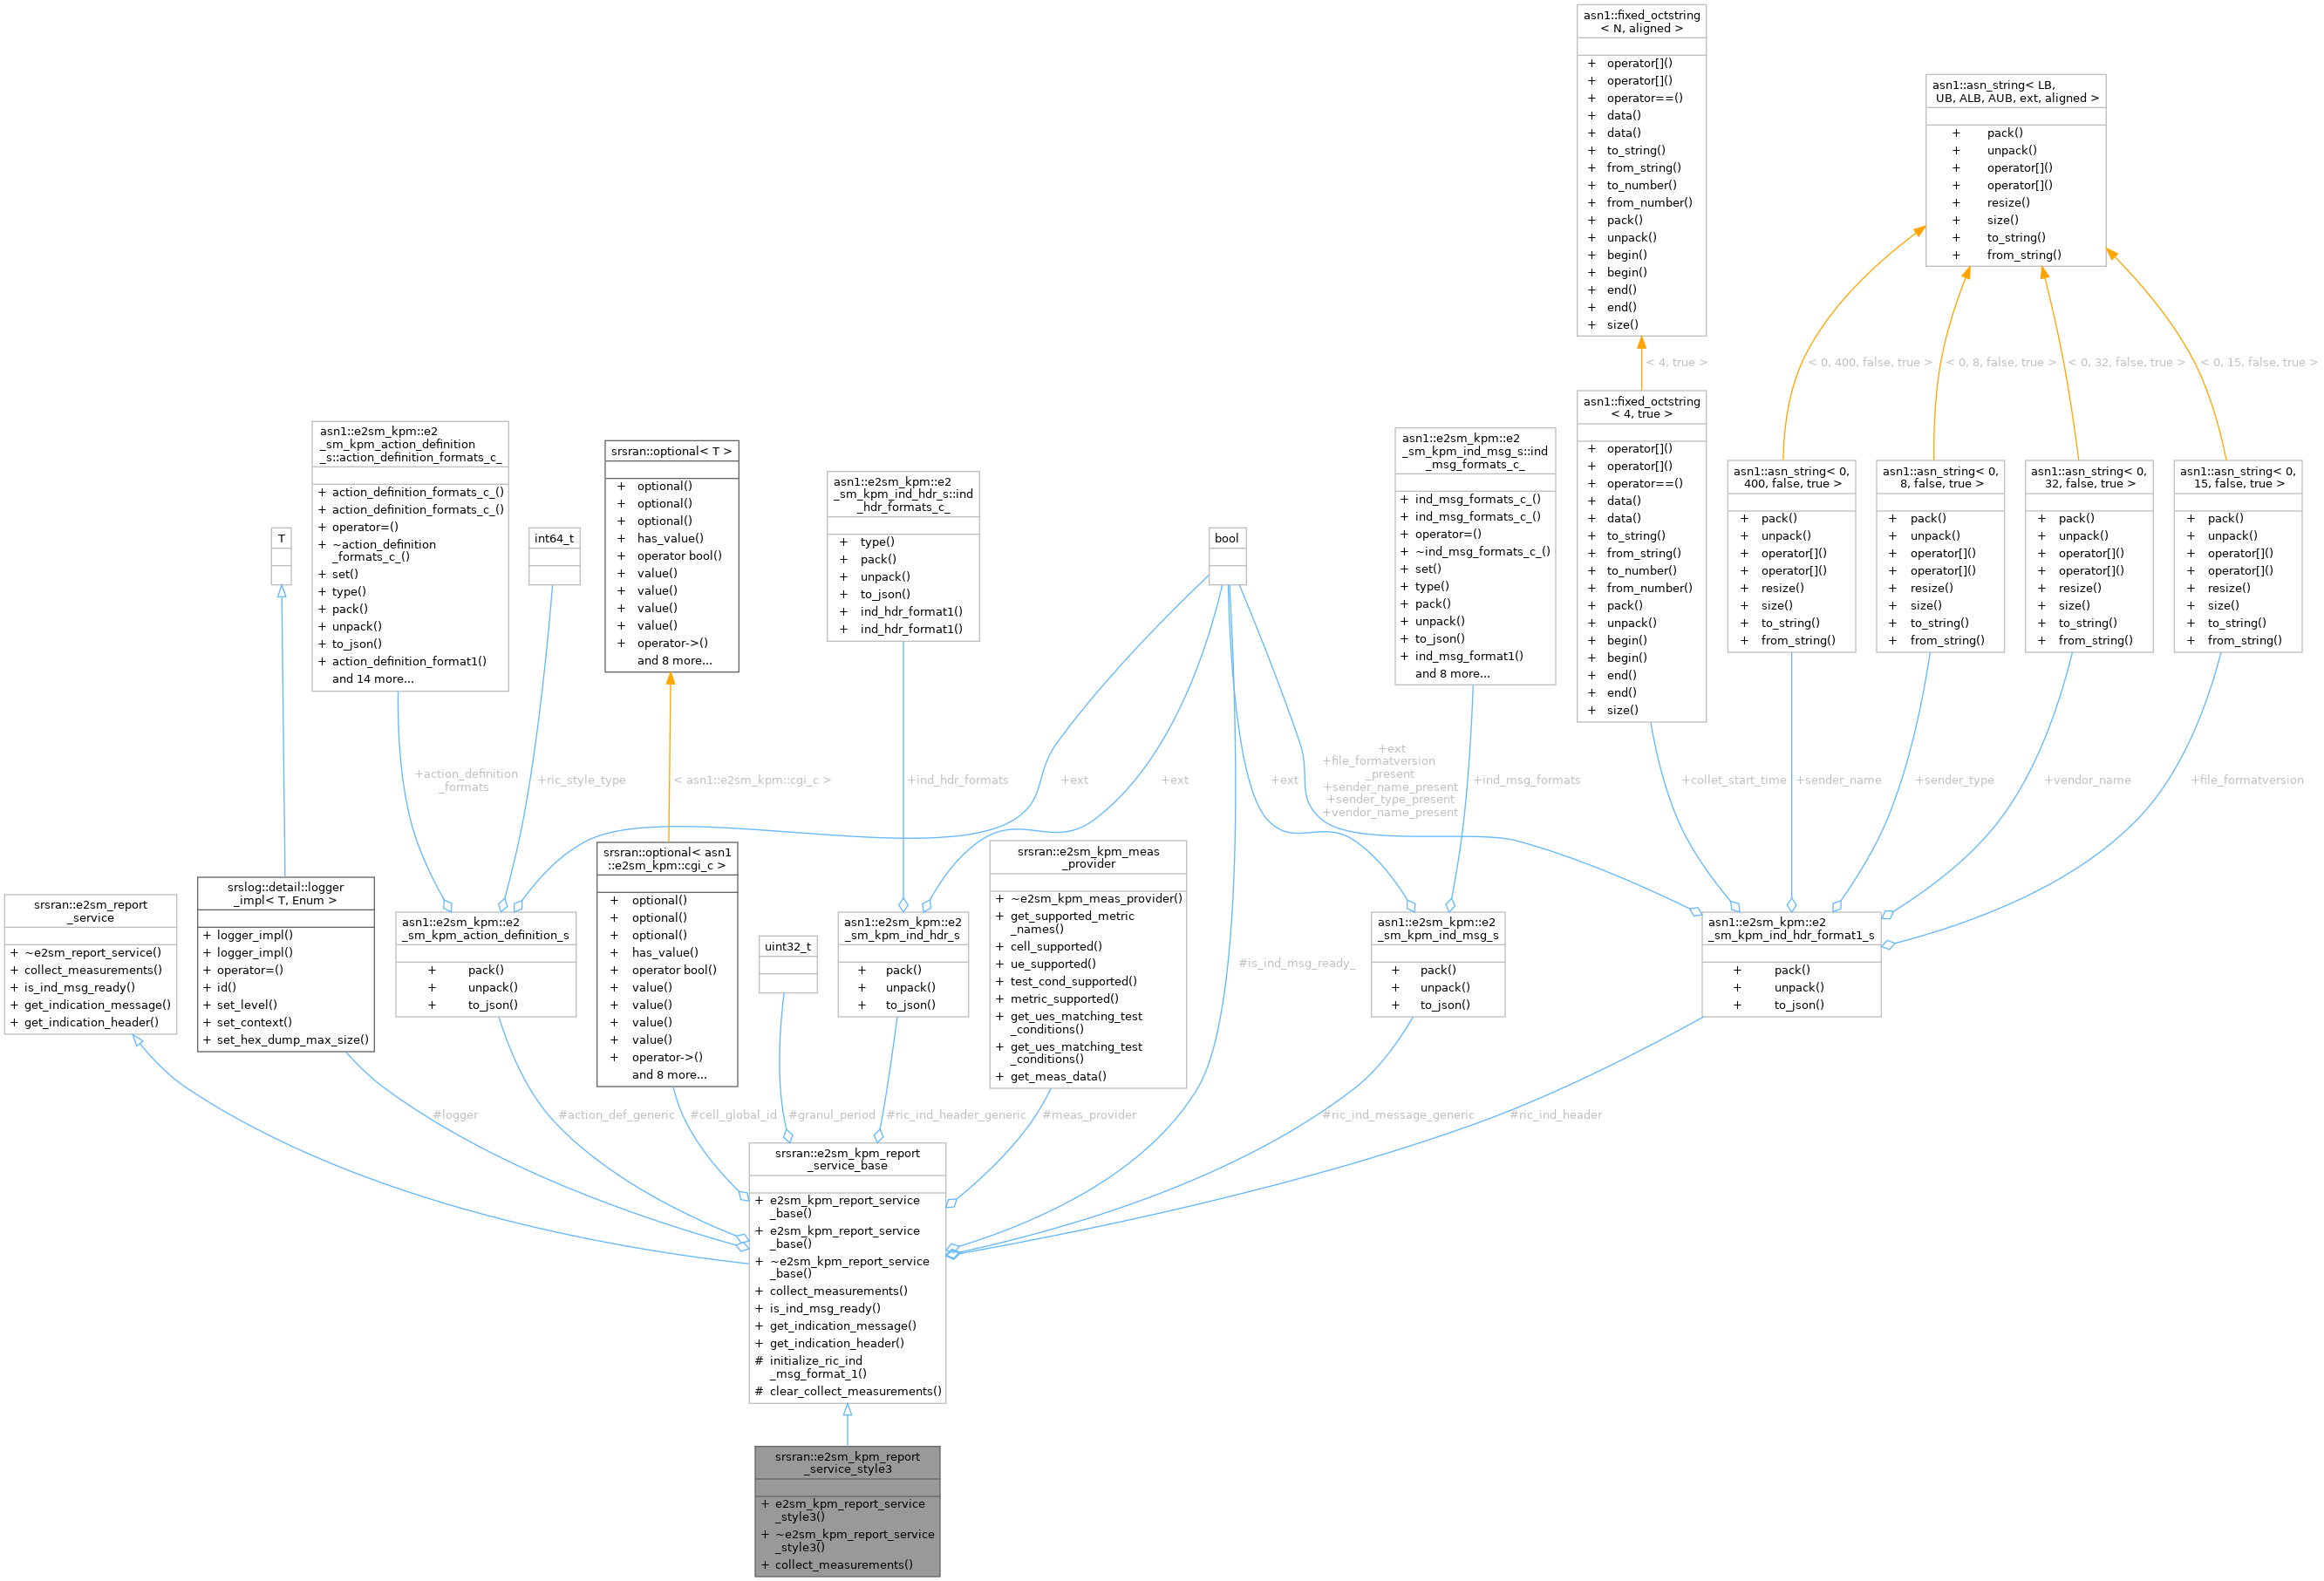 asn1::fixed_octstring
< N, aligned >
+ operator[]()
+ operator[]()
+ operator==()
+ data()
+ data()
+ to_string()
+ from_string()
+ to_number()
+ from_number()
+ pack()
+ unpack()
+ begin()
+ begin()
+ end()
+ end()
+ size()
asn1::asn_string< LB,
UB, ALB, AUB, ext, aligned >
+ pack()
+ unpack()
+ operator[]()
+ operator[]()
+ resize()
+ size()
+ to_string()
+ from_string()
< 4, true >
< 0, 400, false, true >
< 0, 8, false, true >
< 0, 32, false, true >
< 0, 15, false, true >
T
asn1::e2sm_kpm::e2
_sm_kpm_action_definition
_s::action_definition_formats_c_
+ action_definition_formats_c_()
+ action_definition_formats_c_()
+ operator=()
+ ~action_definition
_formats_c_()
+ set()
+ type()
+ pack()
+ unpack()
+ to_json()
+ action_definition_format1()
and 14 more...
int64_t
srsran::optional< T >
+ optional()
+ optional()
+ optional()
+ has_value()
+ operator bool()
+ value()
+ value()
+ value()
+ value()
+ operator->()
and 8 more...
asn1::e2sm_kpm::e2
_sm_kpm_ind_hdr_s::ind
_hdr_formats_c_
+ type()
+ pack()
+ unpack()
+ to_json()
+ ind_hdr_format1()
+ ind_hdr_format1()
bool
asn1::e2sm_kpm::e2
_sm_kpm_ind_msg_s::ind
_msg_formats_c_
+ ind_msg_formats_c_()
+ ind_msg_formats_c_()
+ operator=()
+ ~ind_msg_formats_c_()
+ set()
+ type()
+ pack()
+ unpack()
+ to_json()
+ ind_msg_format1()
and 8 more...
asn1::fixed_octstring
< 4, true >
+ operator[]()
+ operator[]()
+ operator==()
+ data()
+ data()
+ to_string()
+ from_string()
+ to_number()
+ from_number()
+ pack()
+ unpack()
+ begin()
+ begin()
+ end()
+ end()
+ size()
asn1::asn_string< 0,
400, false, true >
+ pack()
+ unpack()
+ operator[]()
+ operator[]()
+ resize()
+ size()
+ to_string()
+ from_string()
asn1::asn_string< 0,
8, false, true >
+ pack()
+ unpack()
+ operator[]()
+ operator[]()
+ resize()
+ size()
+ to_string()
+ from_string()
asn1::asn_string< 0,
32, false, true >
+ pack()
+ unpack()
+ operator[]()
+ operator[]()
+ resize()
+ size()
+ to_string()
+ from_string()
asn1::asn_string< 0,
15, false, true >
+ pack()
+ unpack()
+ operator[]()
+ operator[]()
+ resize()
+ size()
+ to_string()
+ from_string()
+action_definition
_formats
+ric_style_type
< asn1::e2sm_kpm::cgi_c >
+ind_hdr_formats
+ext
+ext
+ext
+ext
+file_formatversion
_present
+sender_name_present
+sender_type_present
+vendor_name_present
+ind_msg_formats
+collet_start_time
+sender_name
+sender_type
+vendor_name
+file_formatversion
srsran::e2sm_report
_service
+ ~e2sm_report_service()
+ collect_measurements()
+ is_ind_msg_ready()
+ get_indication_message()
+ get_indication_header()
srslog::detail::logger
_impl< T, Enum >
+ logger_impl()
+ logger_impl()
+ operator=()
+ id()
+ set_level()
+ set_context()
+ set_hex_dump_max_size()
asn1::e2sm_kpm::e2
_sm_kpm_action_definition_s
+ pack()
+ unpack()
+ to_json()
srsran::optional< asn1
::e2sm_kpm::cgi_c >
+ optional()
+ optional()
+ optional()
+ has_value()
+ operator bool()
+ value()
+ value()
+ value()
+ value()
+ operator->()
and 8 more...
uint32_t
asn1::e2sm_kpm::e2
_sm_kpm_ind_hdr_s
+ pack()
+ unpack()
+ to_json()
srsran::e2sm_kpm_meas
_provider
+ ~e2sm_kpm_meas_provider()
+ get_supported_metric
_names()
+ cell_supported()
+ ue_supported()
+ test_cond_supported()
+ metric_supported()
+ get_ues_matching_test
_conditions()
+ get_ues_matching_test
_conditions()
+ get_meas_data()
#is_ind_msg_ready_
asn1::e2sm_kpm::e2
_sm_kpm_ind_msg_s
+ pack()
+ unpack()
+ to_json()
asn1::e2sm_kpm::e2
_sm_kpm_ind_hdr_format1_s
+ pack()
+ unpack()
+ to_json()
#logger
#action_def_generic
#cell_global_id
#granul_period
#ric_ind_header_generic
#meas_provider
#ric_ind_message_generic
#ric_ind_header
srsran::e2sm_kpm_report
_service_base
+ e2sm_kpm_report_service
_base()
+ e2sm_kpm_report_service
_base()
+ ~e2sm_kpm_report_service
_base()
+ collect_measurements()
+ is_ind_msg_ready()
+ get_indication_message()
+ get_indication_header()
# initialize_ric_ind
_msg_format_1()
# clear_collect_measurements()
srsran::e2sm_kpm_report
_service_style3
+ e2sm_kpm_report_service
_style3()
+ ~e2sm_kpm_report_service
_style3()
+ collect_measurements()